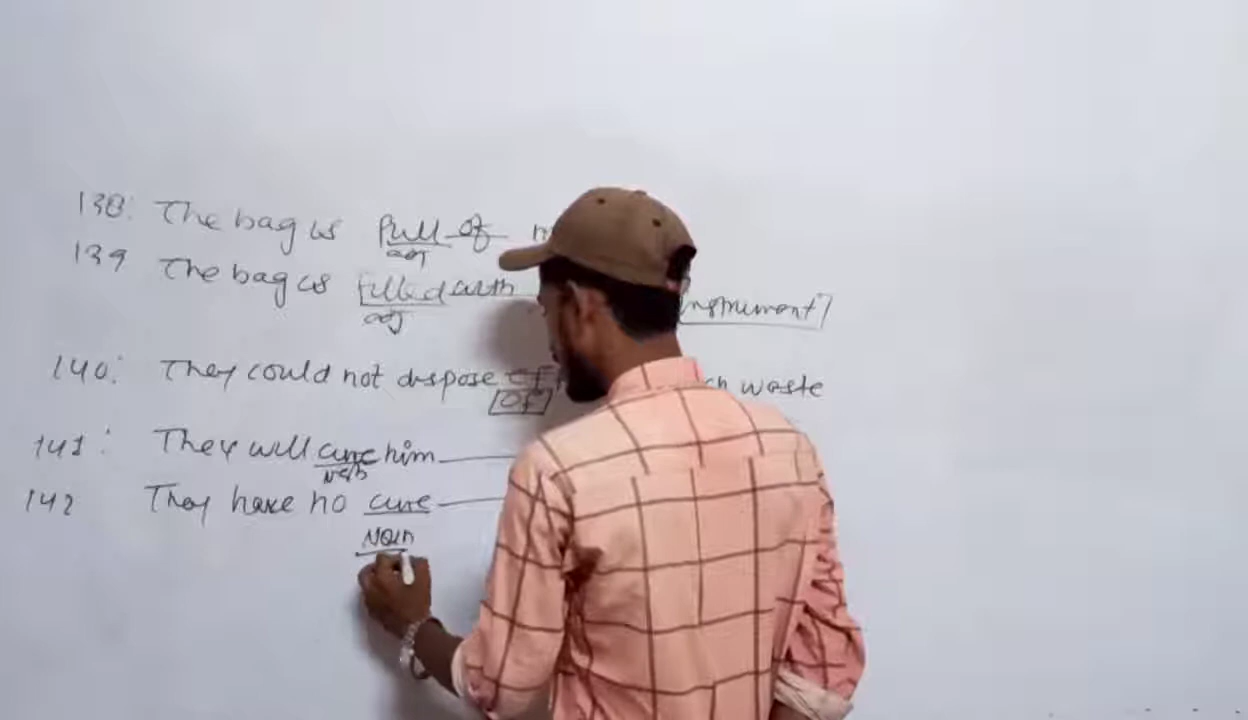 138: The bag is full of
adj
139 The bag is filled with Instrument)
adj
140: They could not dispose of waste
[OF]
141: They will cure him
Verb
142 They have no cure
Noun